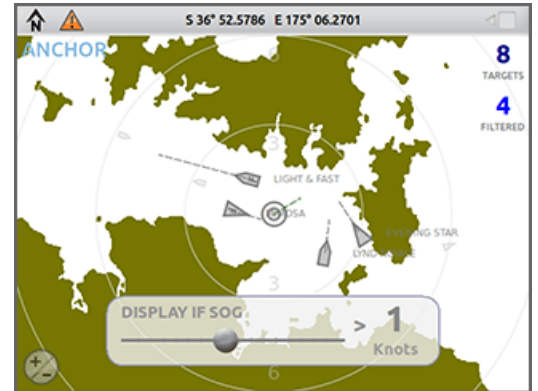 N
S 36° 52.5786 E 175° 06.2701
ANCHOR
8
TARGETS
4
FILTERED
6
3
LIGHT & FAST
EVENING STAR
3
DISPLAY IF SOG
> 1
Knots
6
+/-